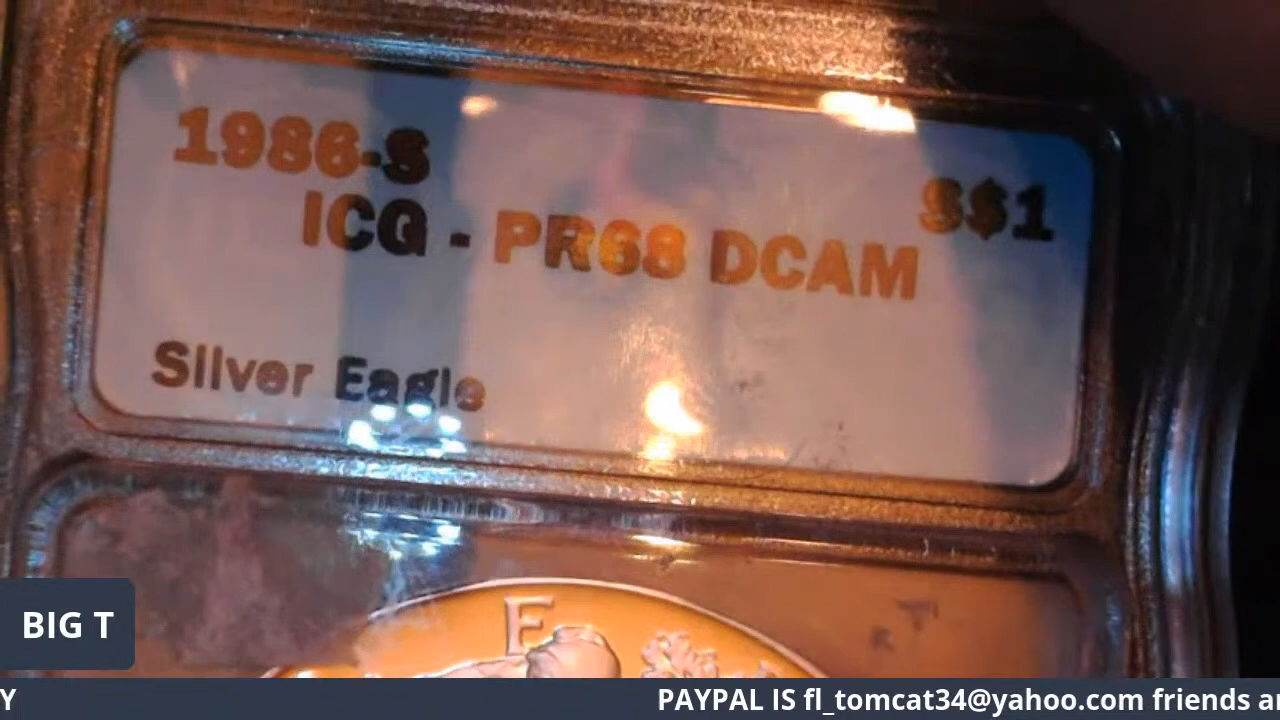 1986-S
S$1
ICG - PR68 DCAM
Silver Eagle
E
BIG T
Y
PAYPAL IS fl_tomcat34@yahoo.com friends a